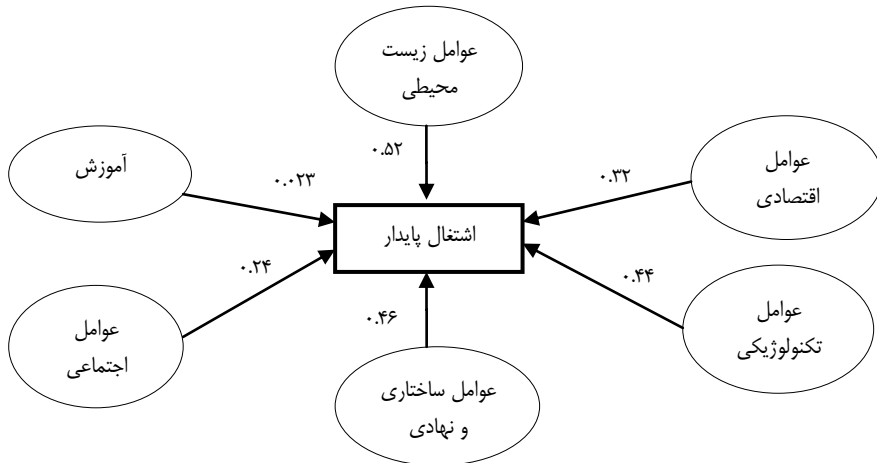 عوامل زیست
محیطی
۰.۵۲
آموزش
۰.۰۲۳
عوامل
اقتصادی
۰.۳۲
اشتغال پایدار
۰.۲۴
عوامل
اجتماعی
۰.۴۶
عوامل ساختاری
و نهادی
۰.۴۴
عوامل
تکنولوژیکی